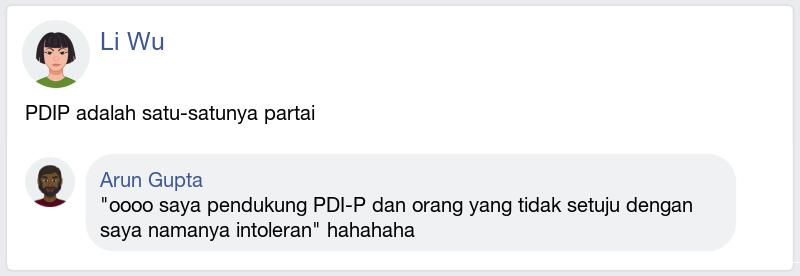 Li Wu
PDIP adalah satu-satunya partai
Arun Gupta
"oooo saya pendukung PDI-P dan orang yang tidak setuju dengan
saya namanya intoleran" hahahaha